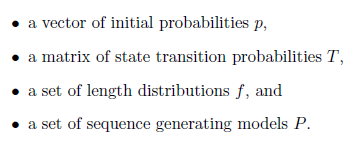 • a vector of initial probabilities p,
• a matrix of state transition probabilities T,
• a set of length distributions f, and
• a set of sequence generating models P.